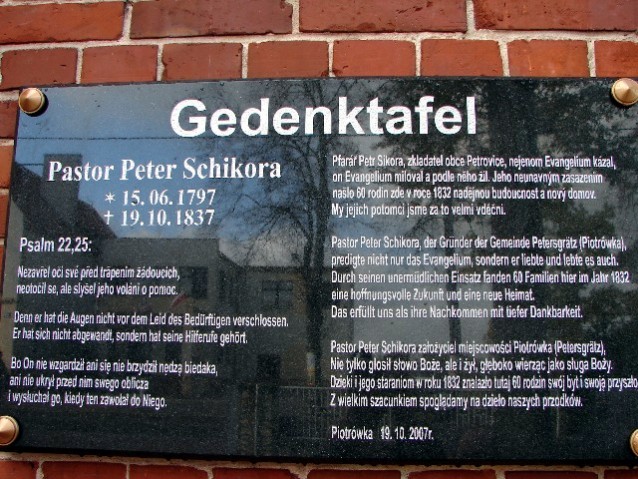 Gedenktafel
Pastor Peter Schikora
* 15. 06. 1797
† 19. 10. 1837
Psalm 22,25:
Nezavřel oči své před trápením žádoucích,
neotočil se, ale slyšel jeho volání o pomoc.
Denn er hat die Augen nicht vor dem Leid des Bedürftigen verschlossen.
Er hat sich nicht abgewandt, sondern hat seine Hilferufe gehört.
Bo On nie wzgardził ani się nie brzydził nędzą biedaka,
ani nie ukrył przed nim swego oblicza
i wysłuchał go, kiedy ten zawołał do Niego.
Pfarář Petr Sikora, zkladatel obce Petrovice, nejenom Evangelium kázal,
on Evangelium miloval a podle něho žil. Jeho neunavným zasazením
našlo 60 rodin zde v roce 1832 nadějnou budoucnost a nový domov.
My jejich potomci jsme za to velmi vděčni.
Pastor Peter Schikora, der Gründer der Gemeinde Petersgrätz (Piotrówka),
predigte nicht nur das Evangelium, sondern er liebte und lebte es auch.
Durch seinen unermüdlichen Einsatz fanden 60 Familien hier im Jahr 1832
eine hoffnungsvolle Zukunft und eine neue Heimat.
Das erfüllt uns als ihre Nachkommen mit tiefer Dankbarkeit.
Pastor Peter Schikora założyciel miejscowości Piotrówka (Petersgrätz),
Nie tylko głosił słowo Boże, ale i żył, głęboko wierząc jako sługa Boży.
Dzięki i jego staraniom w roku 1832 znalazło tutaj 60 rodzin swój byt i swoją
Z wielkim szacunkiem spoglądamy na dzieło naszych przodków.
Piotrówka 19. 10. 2007r.